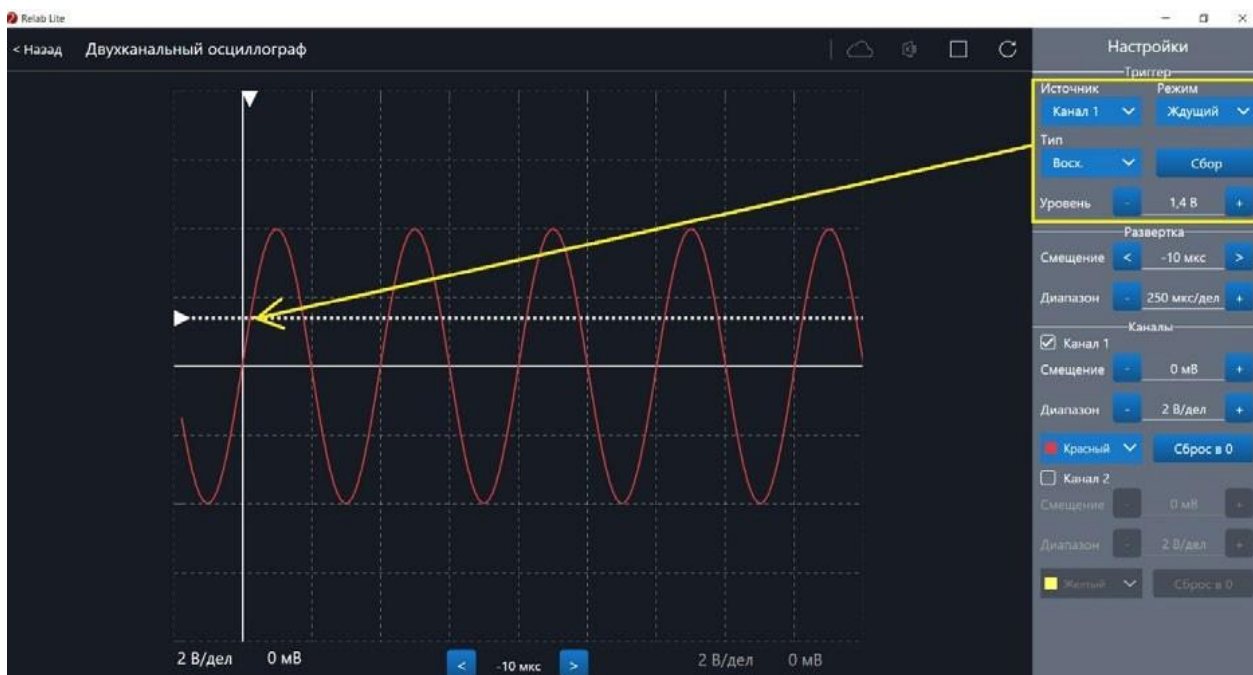 Relab Lite
< Назад Двухканальный осциллограф
Настройки
Триггер
Источник Режим
Канал 1 Ждущий
Тип
Восх. Сбор
Уровень - 1,4 В +
Развертка
Смещение < -10 мкс >
Диапазон - 250 мкс/дел +
Каналы
Канал 1
Смещение - 0 мВ +
Диапазон - 2 В/дел +
Красный Сброс в 0
Канал 2
Смещение - 0 мВ +
Диапазон - 2 В/дел +
Желтый Сброс в 0
2 В/дел 0 мВ < -10 мкс > 2 В/дел 0 мВ